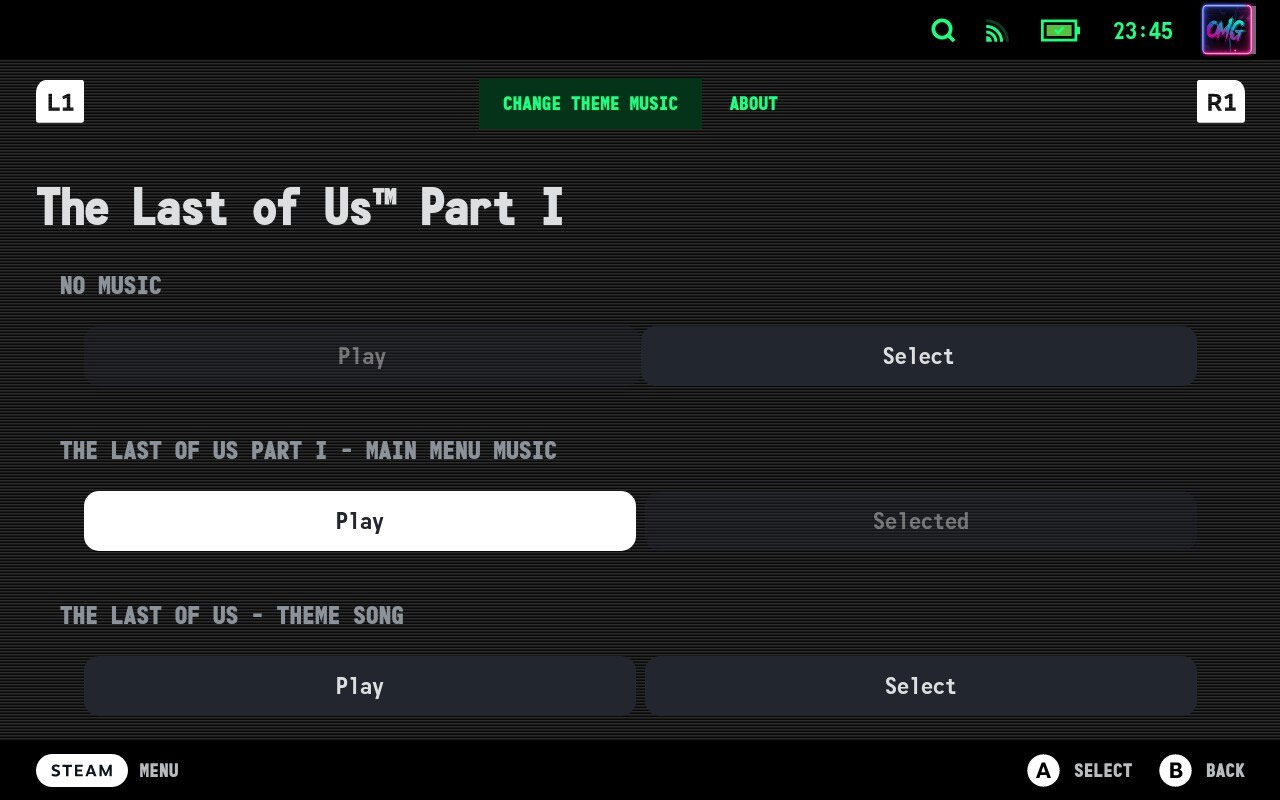 23:45 OMG
L1 CHANGE THEME MUSIC ABOUT R1
The Last of Us™ Part I
NO MUSIC
Play Select
THE LAST OF US PART I - MAIN MENU MUSIC
Play Selected
THE LAST OF US - THEME SONG
Play Select
STEAM MENU A SELECT B BACK